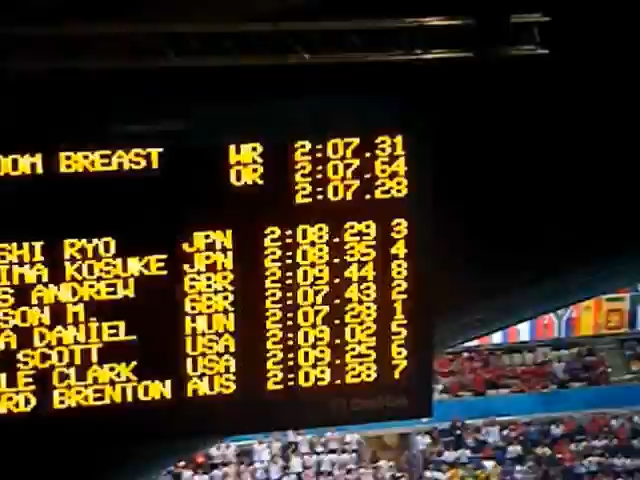 OOM BREAST WR 2:07.31
OR 2:07.64
2:07.28
SHI RYO JPN 2:08.29 3
IMA KOSUKE JPN 2:08.35 4
S ANDREW GBR 2:09.44 8
SON M. GBR 2:07.43 2
A DANIEL HUN 2:07.28 1
SCOTT USA 2:09.02 5
LE CLARK USA 2:09.25 6
RD BRENTON AUS 2:09.28 7